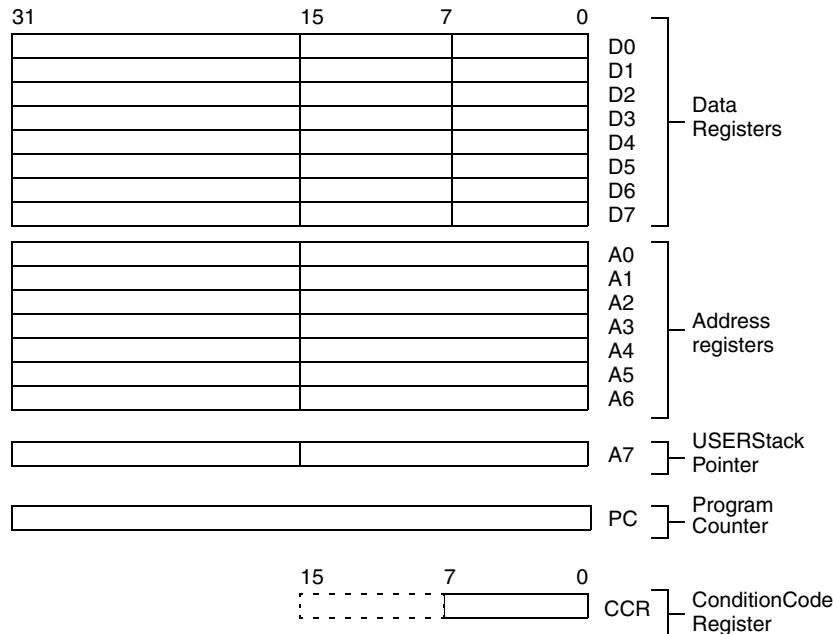 31 15 7 0
D0
D1
D2
D3
D4
D5
D6
D7
Data
Registers
A0
A1
A2
A3
A4
A5
A6
Address
registers
A7
USERStack
Pointer
PC
Program
Counter
15 7 0
CCR
ConditionCode
Register